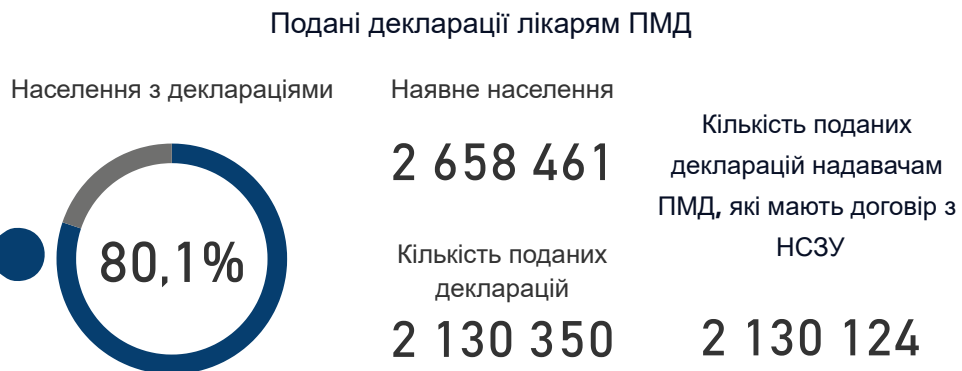 Подані декларації лікарям ПМД
Населення з деклараціями
80,1%
Наявне населення
2 658 461
Кількість поданих
декларацій
2 130 350
Кількість поданих
декларацій надавачам
ПМД, які мають договір з
НСЗУ
2 130 124